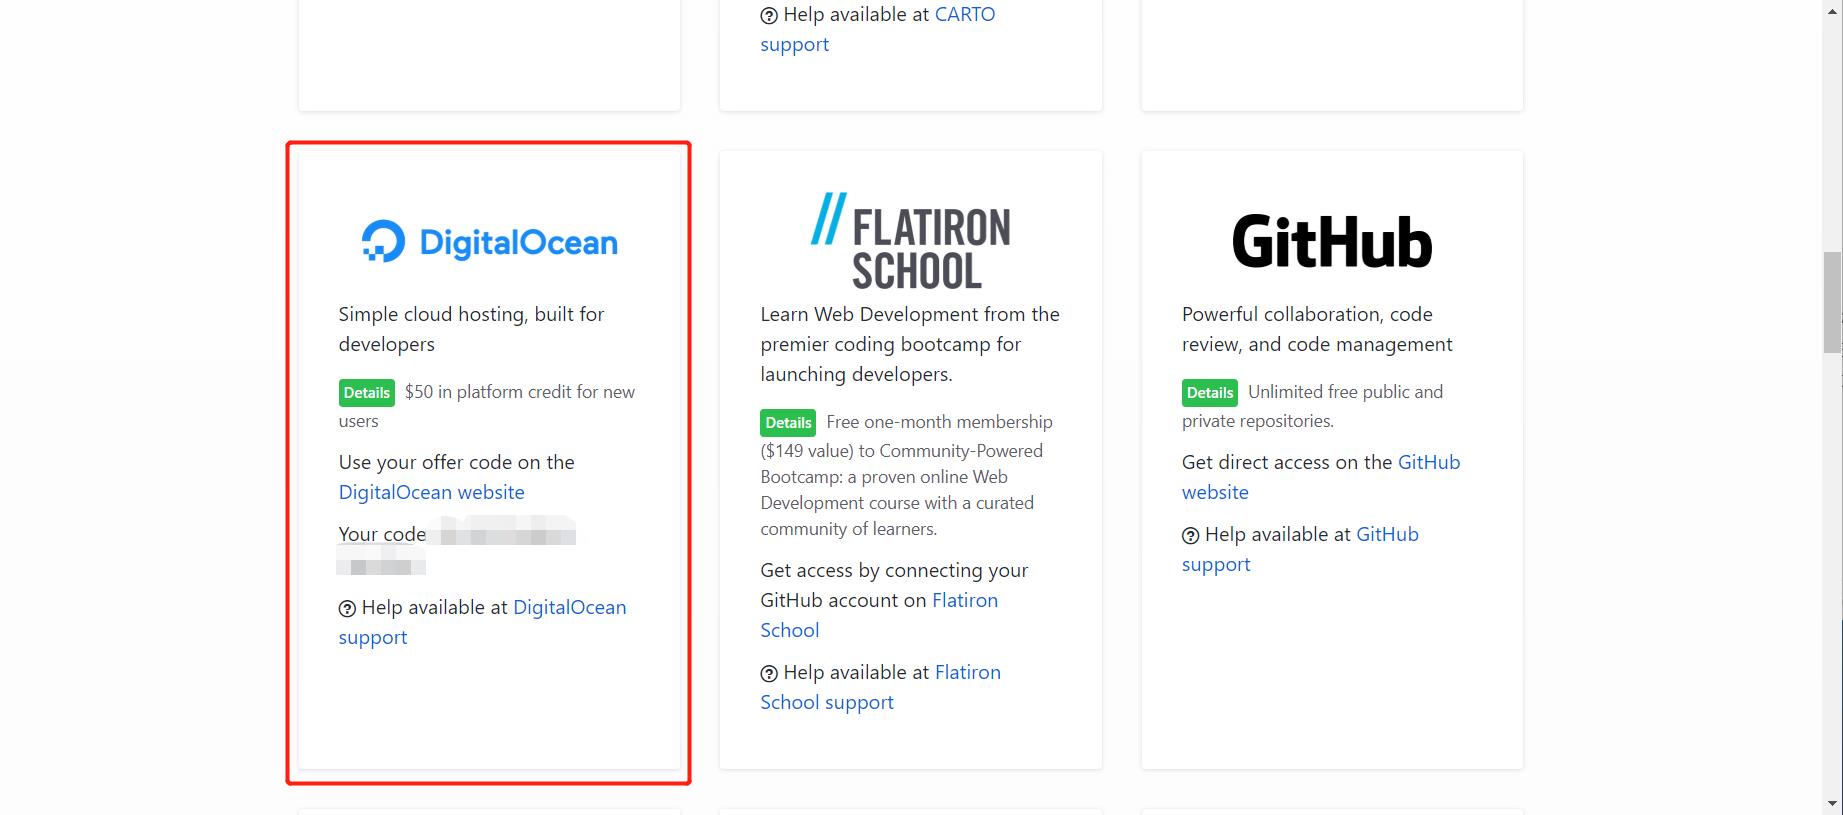 Help available at CARTO
support
DigitalOcean
Simple cloud hosting, built for
developers
Details $50 in platform credit for new
users
Use your offer code on the
DigitalOcean website
Your code
Help available at DigitalOcean
support
FLATIRON
SCHOOL
Learn Web Development from the
premier coding bootcamp for
launching developers.
Details Free one-month membership
($149 value) to Community-Powered
Bootcamp: a proven online Web
Development course with a curated
community of learners.
Get access by connecting your
GitHub account on Flatiron
School
Help available at Flatiron
School support
GitHub
Powerful collaboration, code
review, and code management
Details Unlimited free public and
private repositories.
Get direct access on the GitHub
website
Help available at GitHub
support